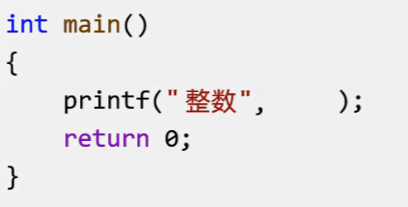 int main()
{
    printf("整数",     );
    return 0;
}